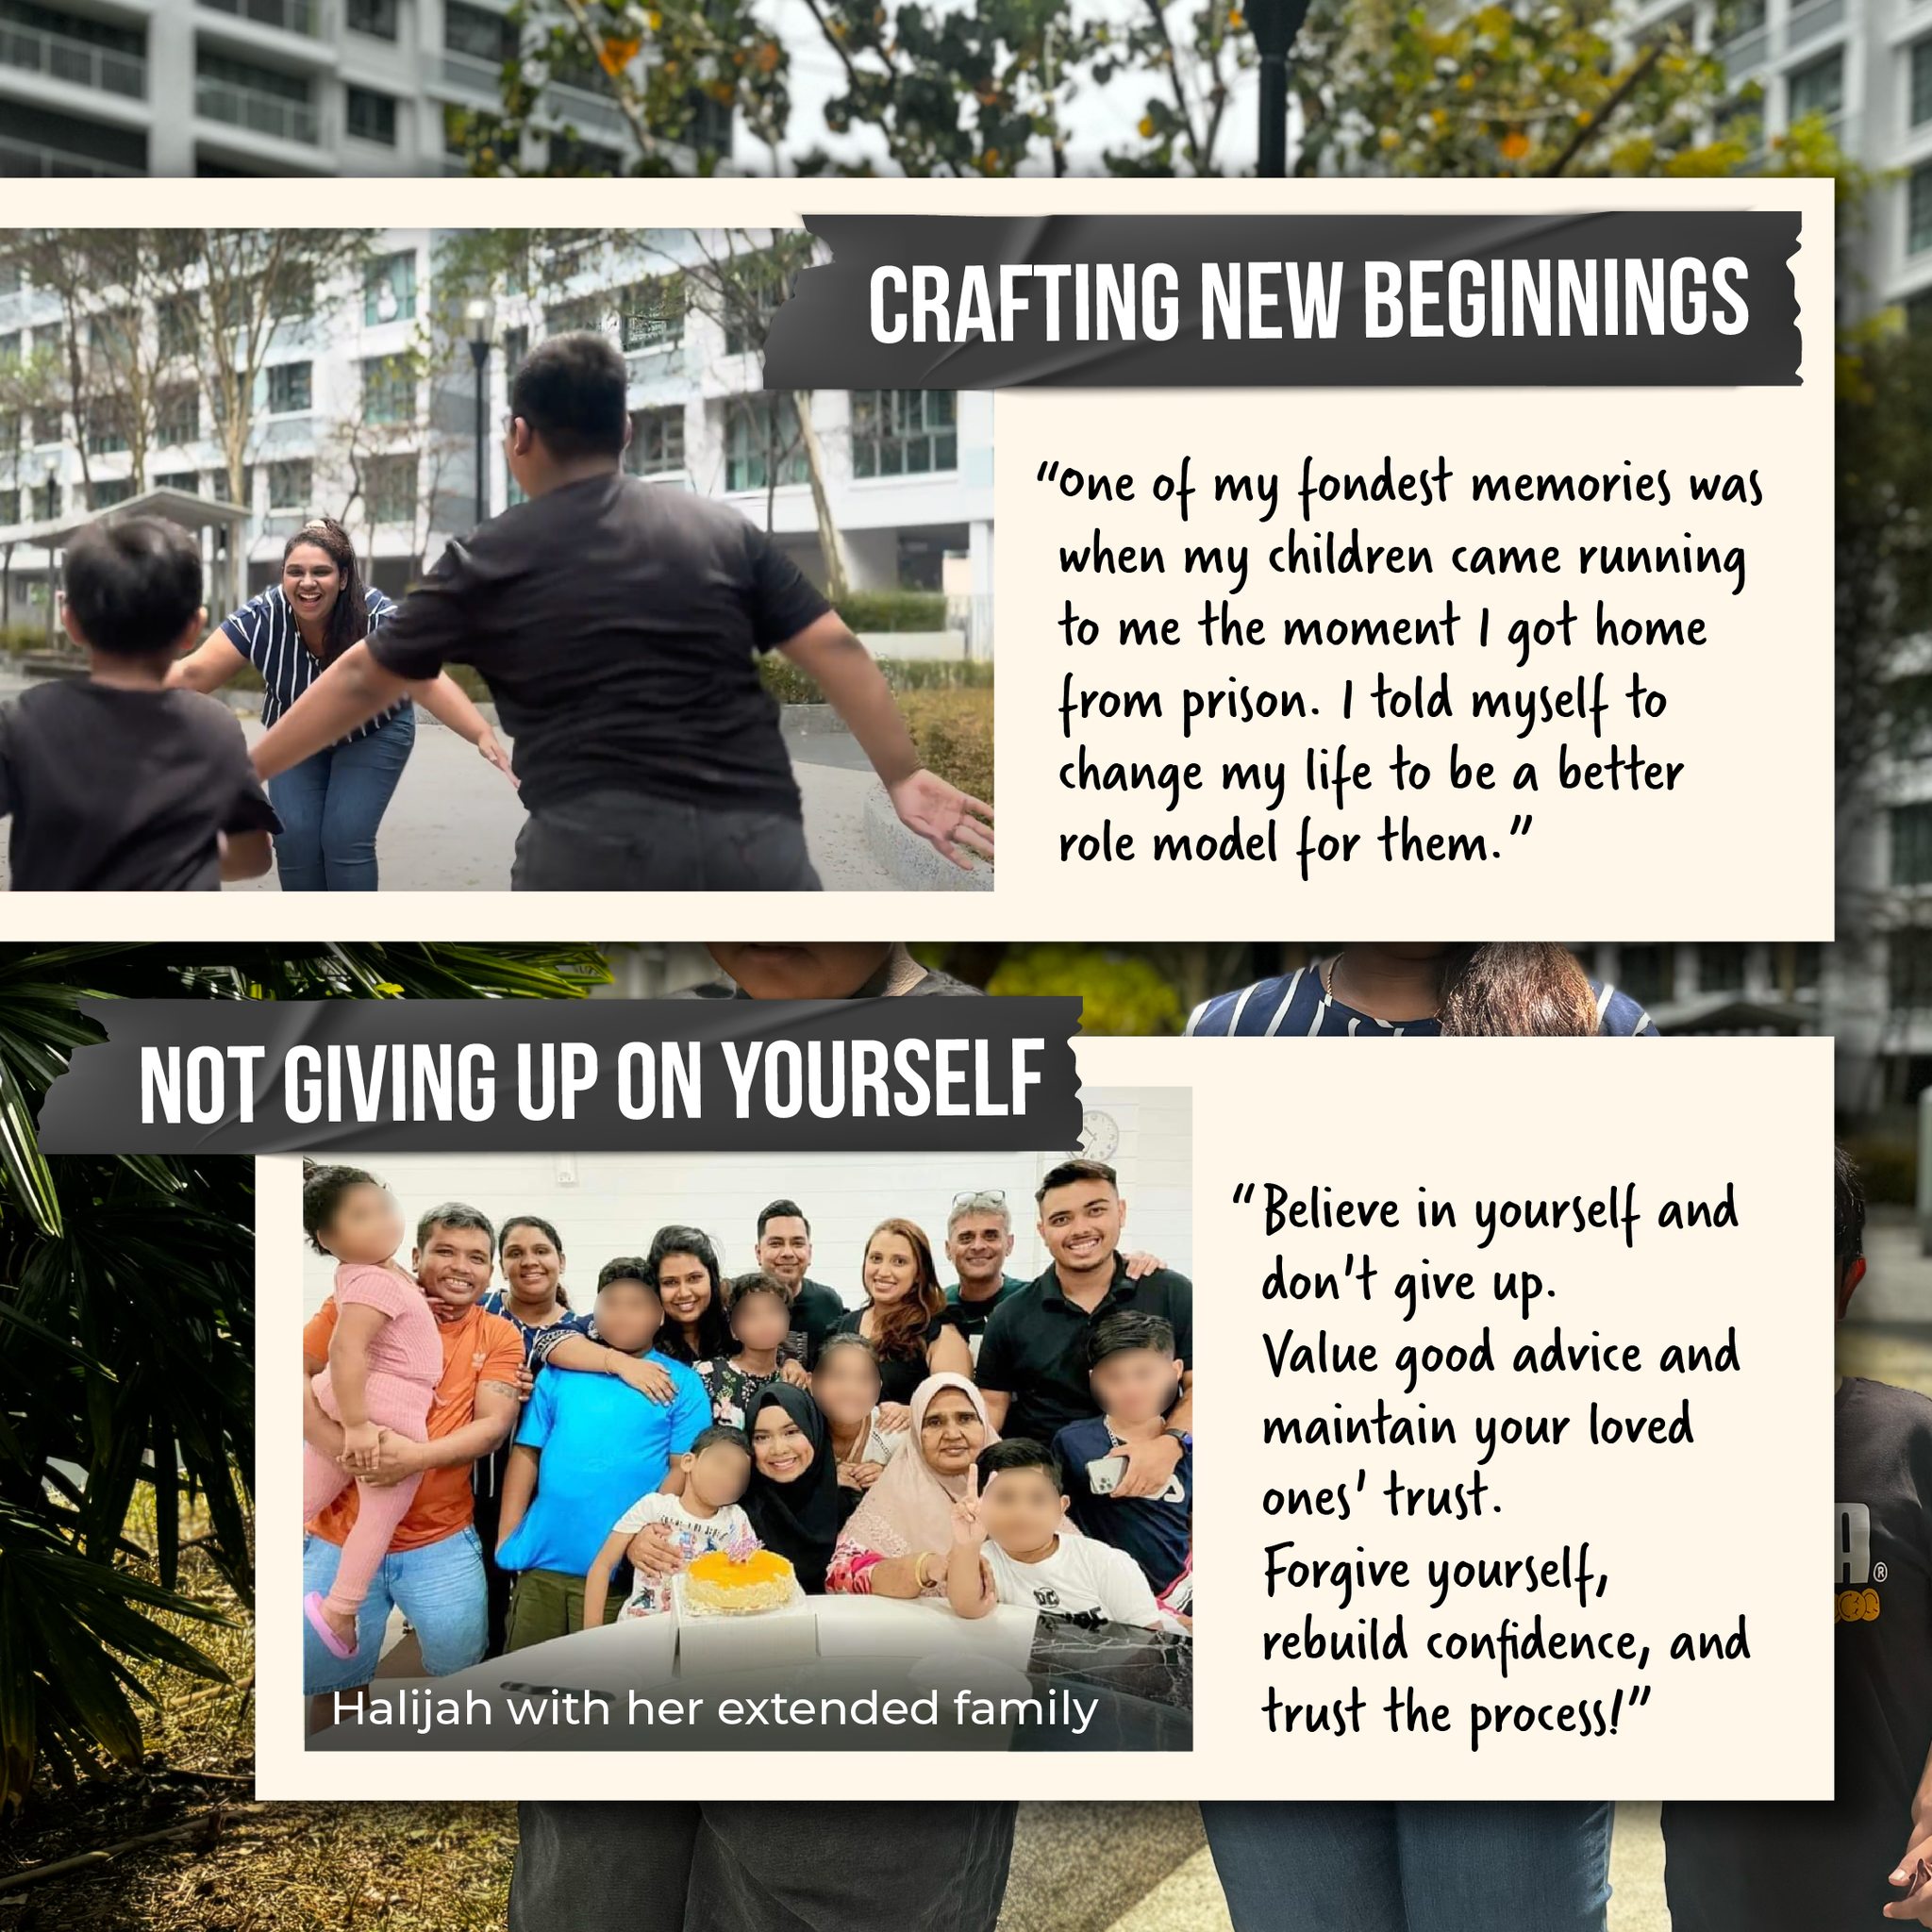 CRAFTING NEW BEGINNINGS
“One of my fondest memories was
when my children came running
to me the moment I got home
from prison. I told myself to
change my life to be a better
role model for them.”
NOT GIVING UP ON YOURSELF
“Believe in yourself and
don't give up.
Value good advice and
maintain your loved
ones' trust.
Forgive yourself,
rebuild confidence, and
trust the process!”
DC
A®
Halijah with her extended family